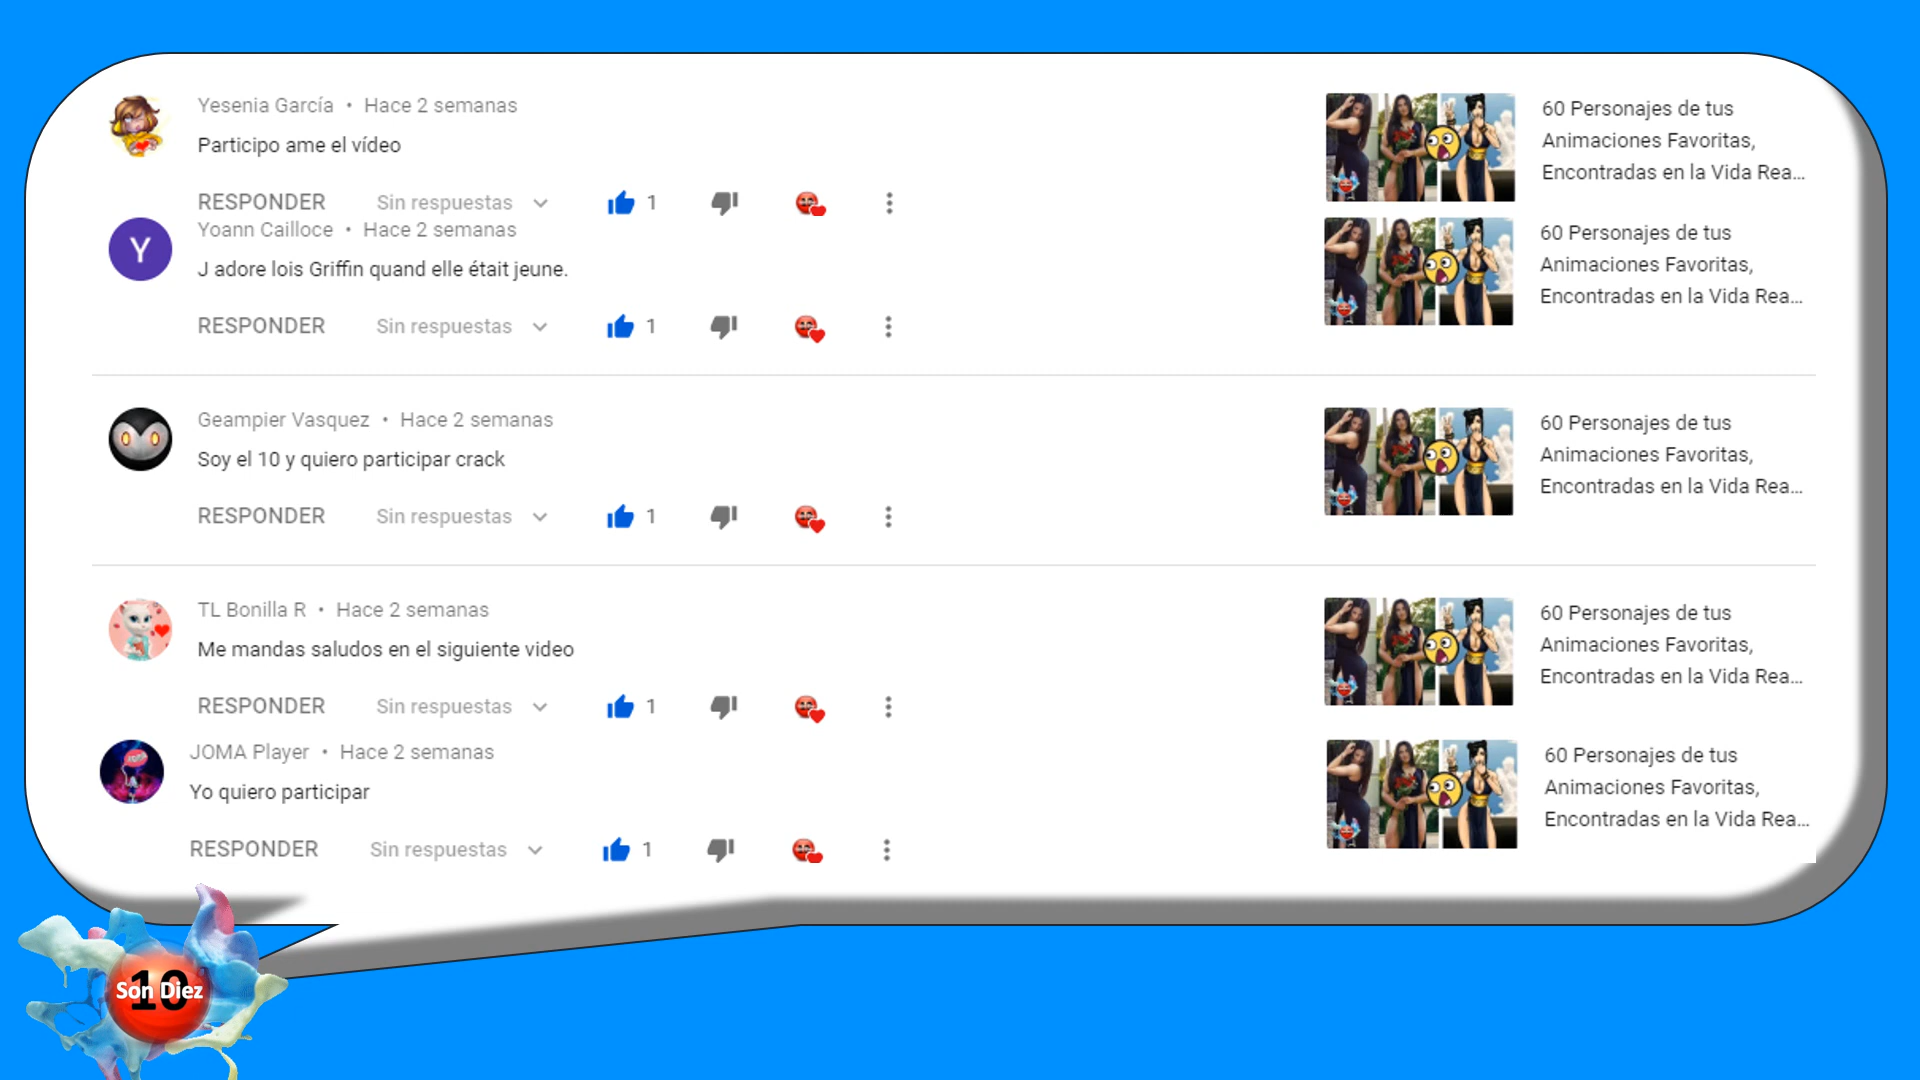 Yesenia García • Hace 2 semanas
Participo ame el vídeo
RESPONDER Sin respuestas 1
60 Personajes de tus
Animaciones Favoritas,
Encontradas en la Vida Rea...
Yoann Cailloce • Hace 2 semanas
J adore lois Griffin quand elle était jeune.
RESPONDER Sin respuestas 1
60 Personajes de tus
Animaciones Favoritas,
Encontradas en la Vida Rea...
Y
Geampier Vasquez • Hace 2 semanas
Soy el 10 y quiero participar crack
RESPONDER Sin respuestas 1
60 Personajes de tus
Animaciones Favoritas,
Encontradas en la Vida Rea...
TL Bonilla R • Hace 2 semanas
Me mandas saludos en el siguiente video
RESPONDER Sin respuestas 1
60 Personajes de tus
Animaciones Favoritas,
Encontradas en la Vida Rea...
JOMA Player • Hace 2 semanas
Yo quiero participar
RESPONDER Sin respuestas 1
60 Personajes de tus
Animaciones Favoritas,
Encontradas en la Vida Rea...
10
Son Diez